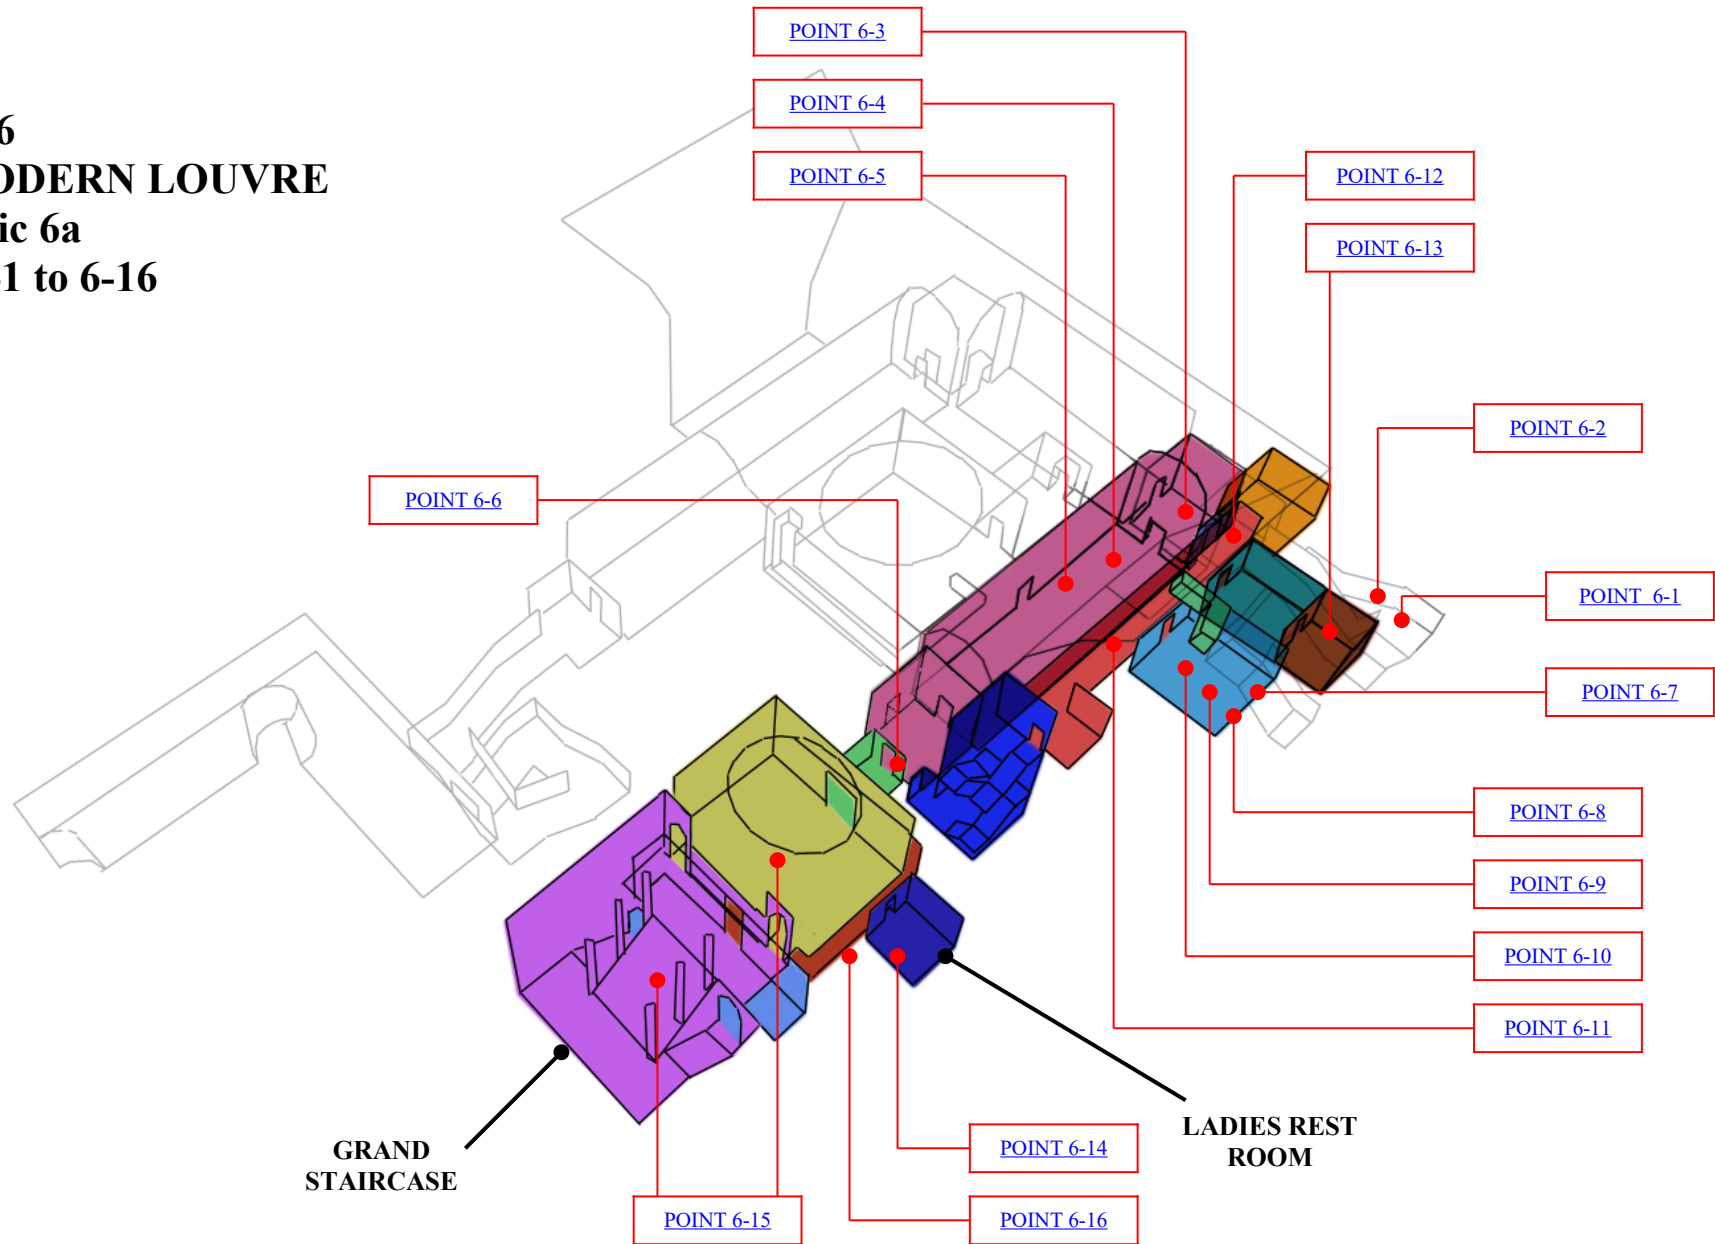 6
ODERN LOUVRE
ic 6a
1 to 6-16
POINT 6-3
POINT 6-4
POINT 6-5
POINT 6-12
POINT 6-13
POINT 6-2
POINT 6-6
POINT  6-1
POINT 6-7
POINT 6-8
POINT 6-9
POINT 6-10
POINT 6-11
GRAND
STAIRCASE
LADIES REST
ROOM
POINT 6-14
POINT 6-15
POINT 6-16